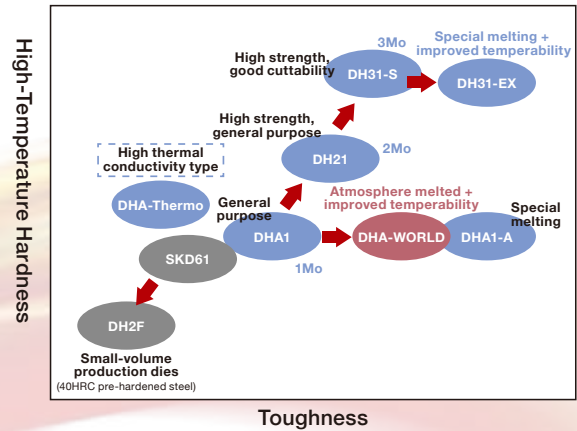 High-Temperature Hardness
3Mo
Special melting +
improved temperability
High strength,
good cuttability
DH31-S
DH31-EX
High strength,
general purpose
2Mo
DH21
High thermal
conductivity type
DHA-Thermo
General
purpose
Atmosphere melted +
improved temperability
Special
melting
DHA1
DHA-WORLD
DHA1-A
SKD61
1Mo
DH2F
Small-volume
production dies
(40HRC pre-hardened steel)
Toughness